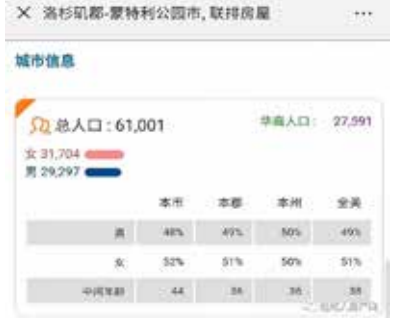 × 洛杉矶郡-蒙特利公园市, 联排房屋 ...
城市信息
总人口 : 61,001 华裔人口: 27,591
女 31,704
男 29,297
本市 本郡 本州 全美
男 48% 49% 50% 49%
女 52% 51% 50% 51%
中间年龄 44 36 36 38